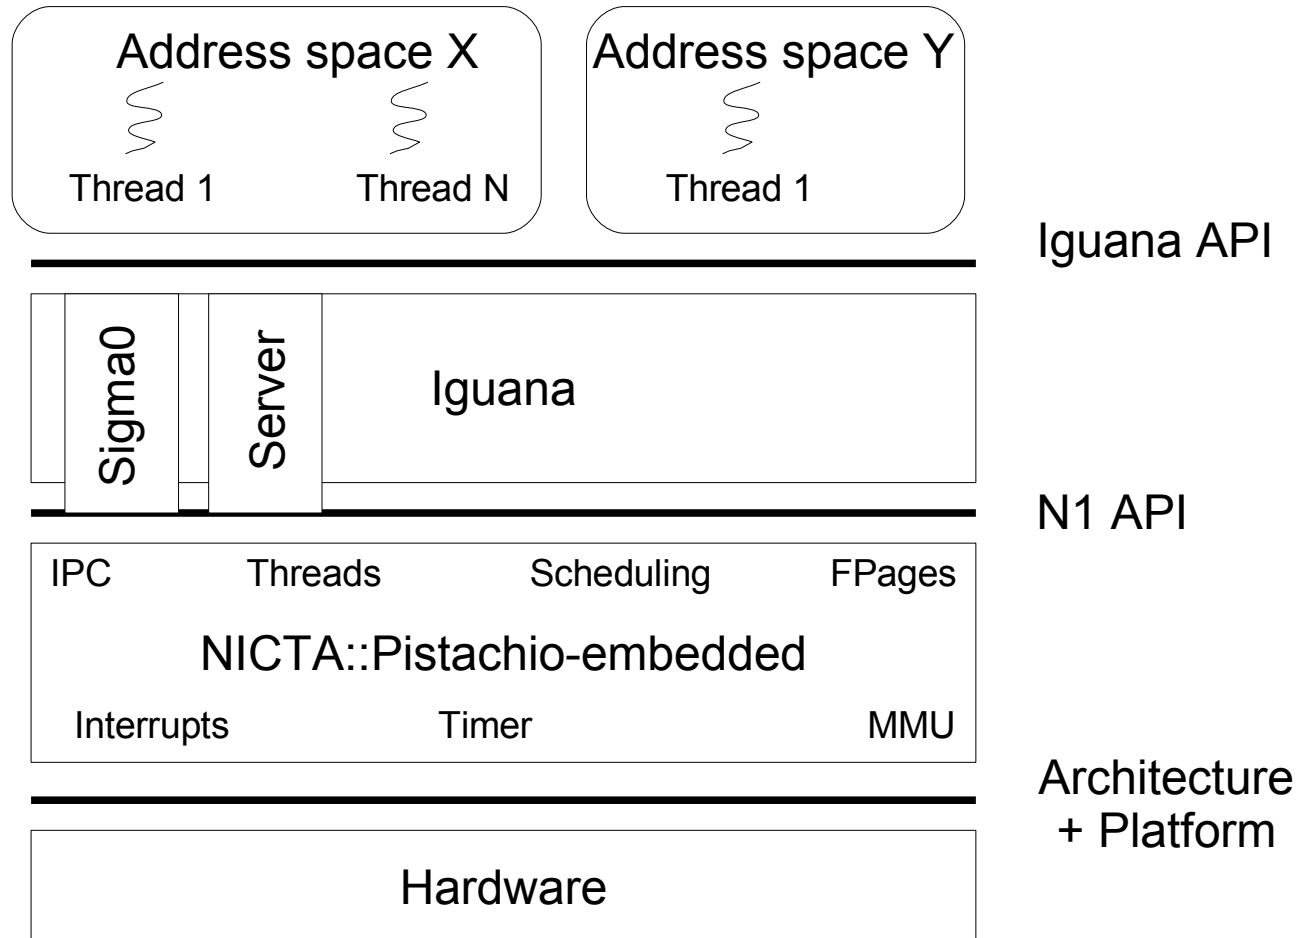 Address space X
Address space Y
Thread 1
Thread N
Thread 1
Iguana API
Sigma0
Server
Iguana
N1 API
IPC
Threads
Scheduling
FPages
NICTA::Pistachio-embedded
Interrupts
Timer
MMU
Architecture
+ Platform
Hardware